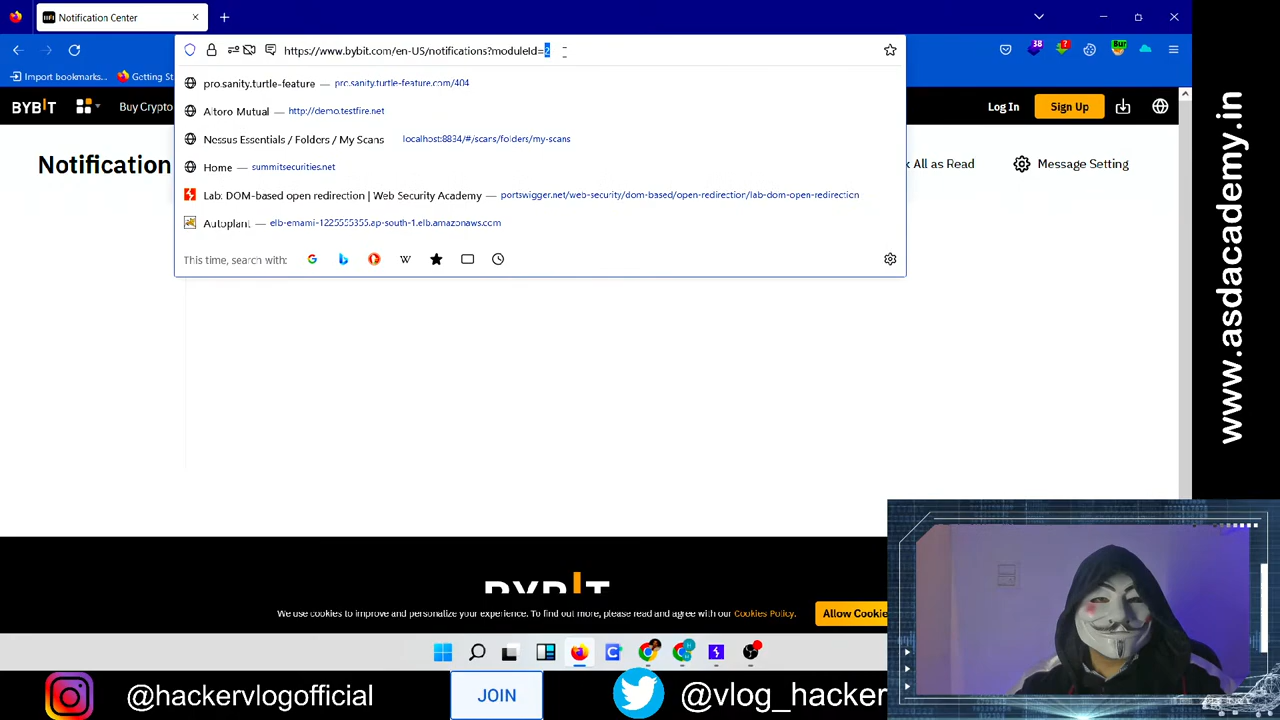 Notification Center
https://www.bybit.com/en-US/notifications?moduleId=2
38
?
Bur
Import bookmarks...
Getting St
pro.sanity.turtle-feature — pro.sanity.turtle-feature.com/404
Altoro Mutual — http://demo.testfire.net
Nessus Essentials / Folders / My Scans localhost:8834/#/scans/folders/my-scans
Home — summitsecurities.net
Lab: DOM-based open redirection | Web Security Academy — portswigger.net/web-security/dom-based/open-redirection/lab-dom-open-redirection
Autoplant — elb-emami-1225555355.ap-south-1.elb.amazonaws.com
This time, search with:
BYBIT
Buy Crypto
Log In
Sign Up
Notification
k All as Read
Message Setting
BYBIT
We use cookies to improve and personalize your experience. To find out more, please read and agree with our Cookies Policy.
Allow Cookie
@hackervlogofficial
JOIN
@vlog_hacker
www.asdacademy.in